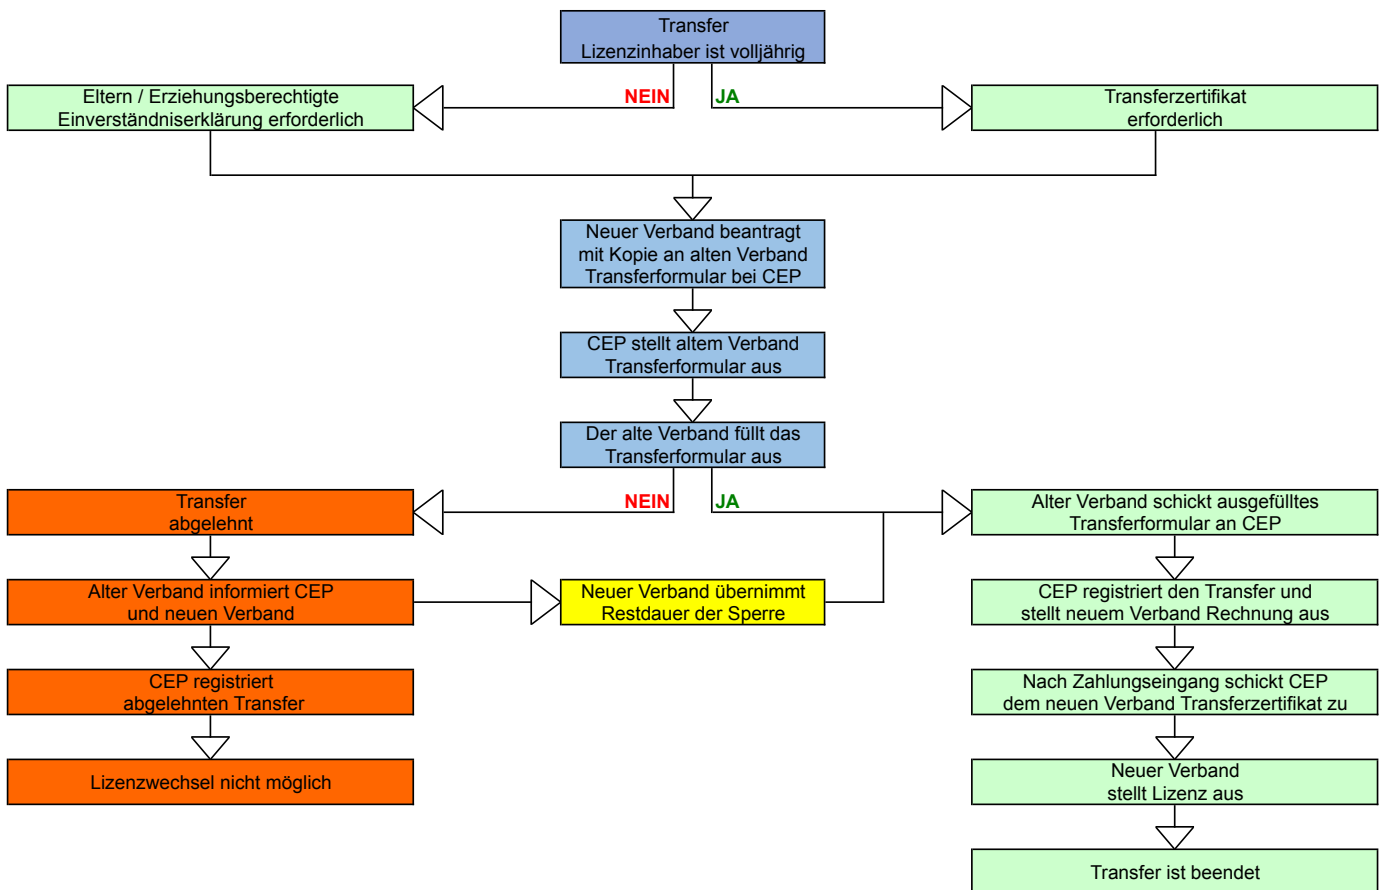 Transfer
Lizenzinhaber ist volljährig
NEIN
JA
Eltern / Erziehungsberechtigte
Einverständniserklärung erforderlich
Transferzertifikat
erforderlich
Neuer Verband beantragt
mit Kopie an alten Verband
Transferformular bei CEP
CEP stellt altem Verband
Transferformular aus
Der alte Verband füllt das
Transferformular aus
NEIN
JA
Transfer
abgelehnt
Alter Verband schickt ausgefülltes
Transferformular an CEP
Alter Verband informiert CEP
und neuen Verband
Neuer Verband übernimmt
Restdauer der Sperre
CEP registriert den Transfer und
stellt neuem Verband Rechnung aus
CEP registriert
abgelehnten Transfer
Nach Zahlungseingang schickt CEP
dem neuen Verband Transferzertifikat zu
Lizenzwechsel nicht möglich
Neuer Verband
stellt Lizenz aus
Transfer ist beendet